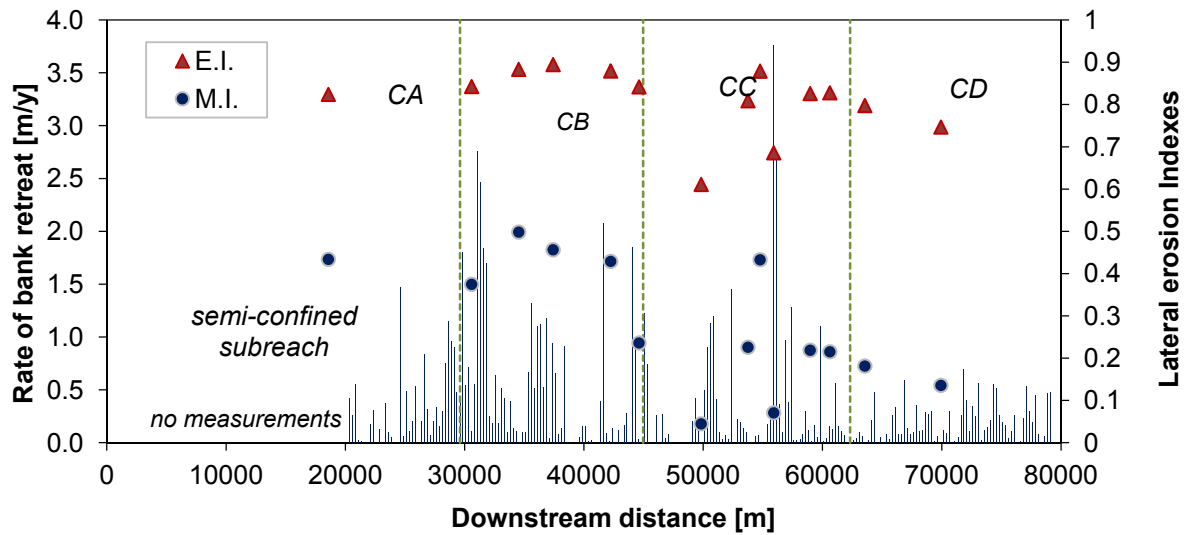 Rate of bank retreat [m/y]
4.0
3.5
3.0
2.5
2.0
1.5
1.0
0.5
0.0
E.I.
M.I.
CA
CB
CC
CD
semi-confined
subreach
no measurements
1
0.9
0.8
0.7
0.6
0.5
0.4
0.3
0.2
0.1
0
Lateral erosion Indexes
0 10000 20000 30000 40000 50000 60000 70000 80000
Downstream distance [m]